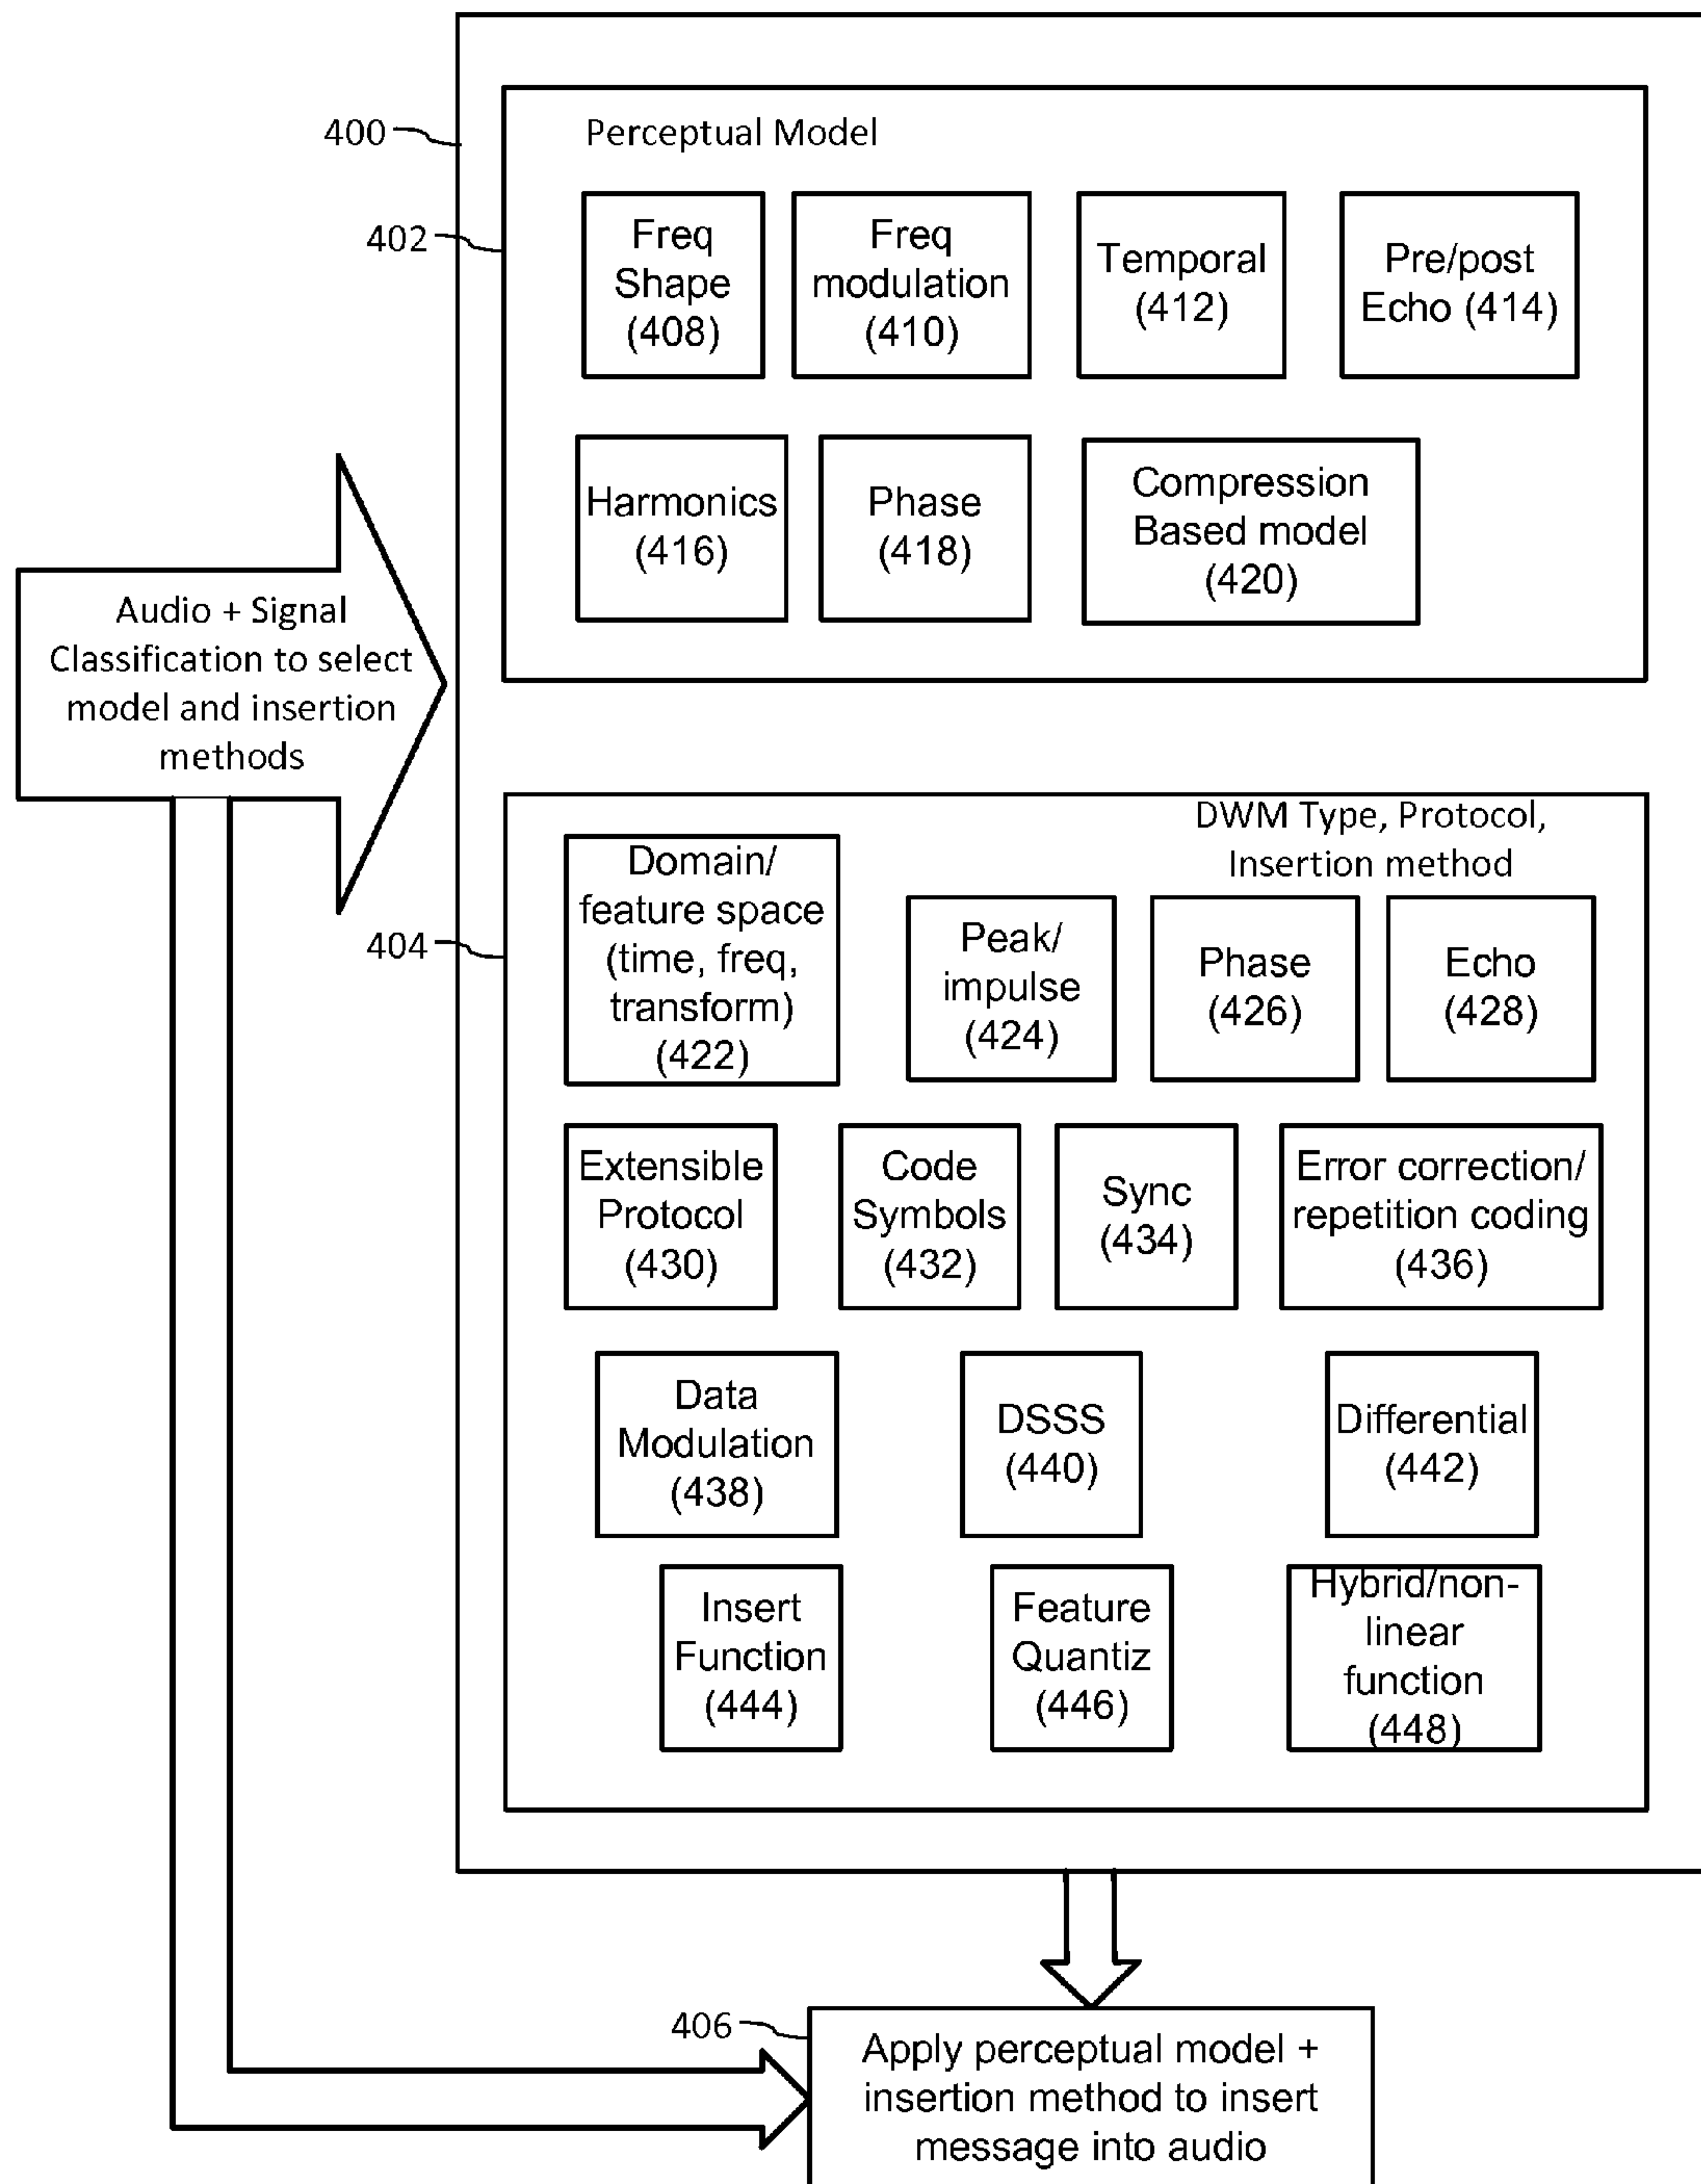 400
Perceptual Model
402
Freq
Shape
(408)
Freq
modulation
(410)
Temporal
(412)
Pre/post
Echo (414)
Harmonics
(416)
Phase
(418)
Compression
Based model
(420)
Audio + Signal
Classification to select
model and insertion
methods
404
DWM Type, Protocol,
Insertion method
Domain/
feature space
(time, freq,
transform)
(422)
Peak/
impulse
(424)
Phase
(426)
Echo
(428)
Extensible
Protocol
(430)
Code
Symbols
(432)
Sync
(434)
Error correction/
repetition coding
(436)
Data
Modulation
(438)
DSSS
(440)
Differential
(442)
Insert
Function
(444)
Feature
Quantiz
(446)
Hybrid/non-
linear
function
(448)
406
Apply perceptual model +
insertion method to insert
message into audio